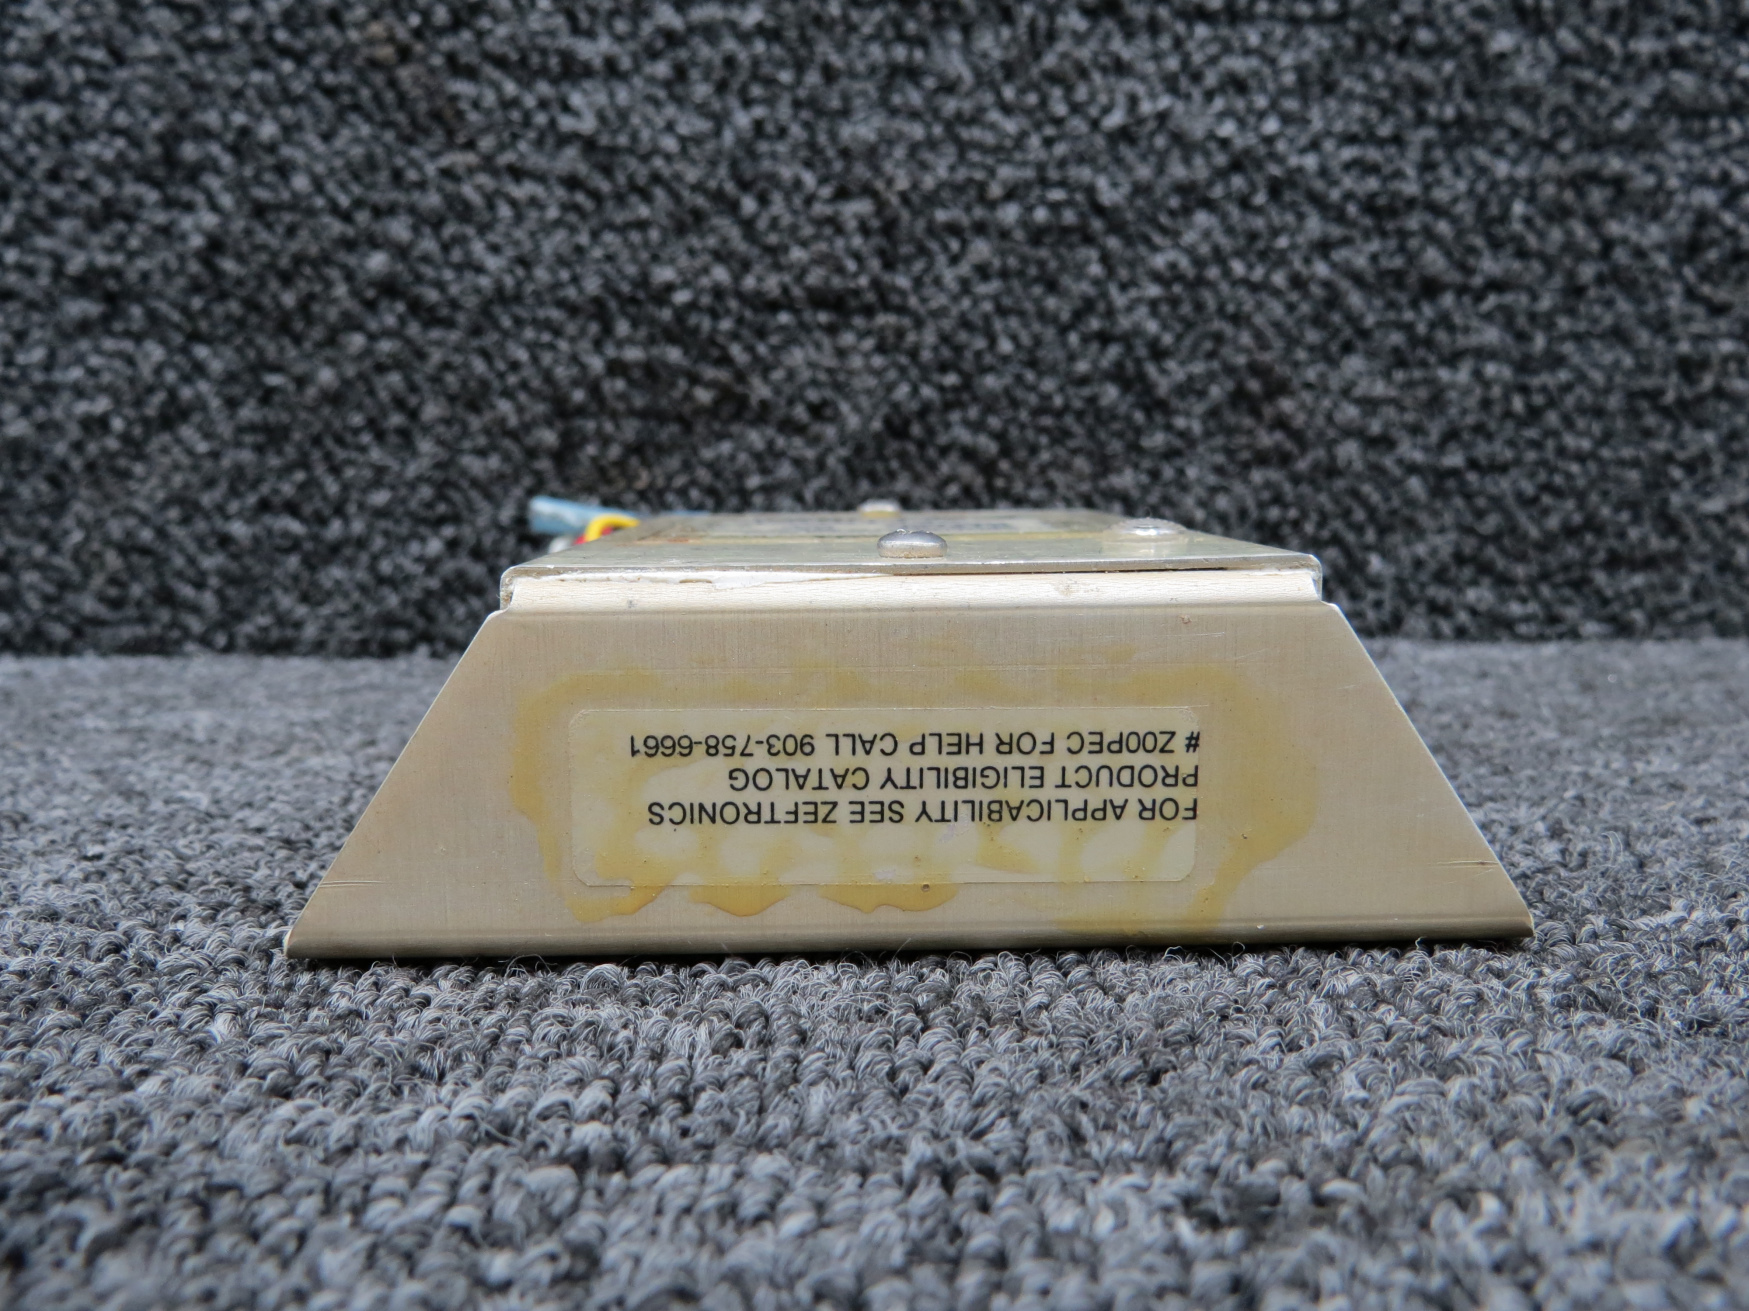 FOR APPLICABILITY SEE ZEFTRONICS
PRODUCT ELIGIBILITY CATALOG
# Z00PEC FOR HELP CALL 903-758-6661